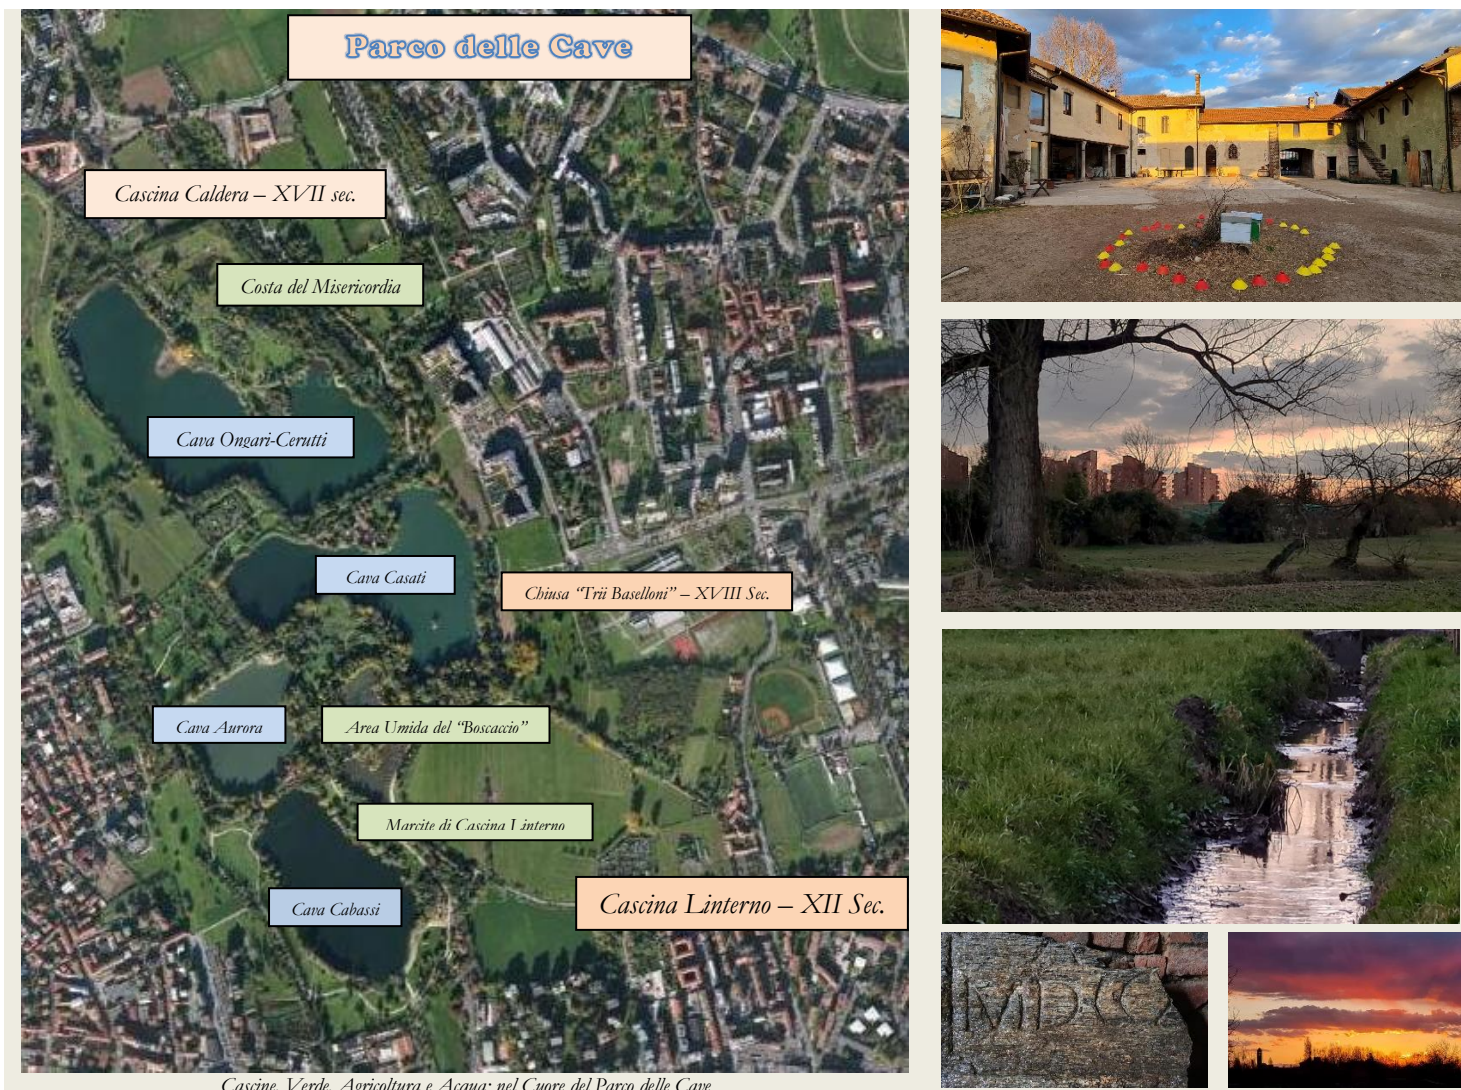 Parco delle Cave
Cascina Caldera – XVII sec.
Costa del Misericordia
Cava Ongari-Cerutti
Cava Casati
Chiusa “Trii Baselloni” – XVIII Sec.
Cava Aurora
Area Umida del “Boscaccio”
Marcite di Cascina Linterno
Cava Cabassi
Cascina Linterno – XII Sec.
Cascine, Verde, Agricoltura e Acqua: nel Cuore del Parco delle Cave
MDCC